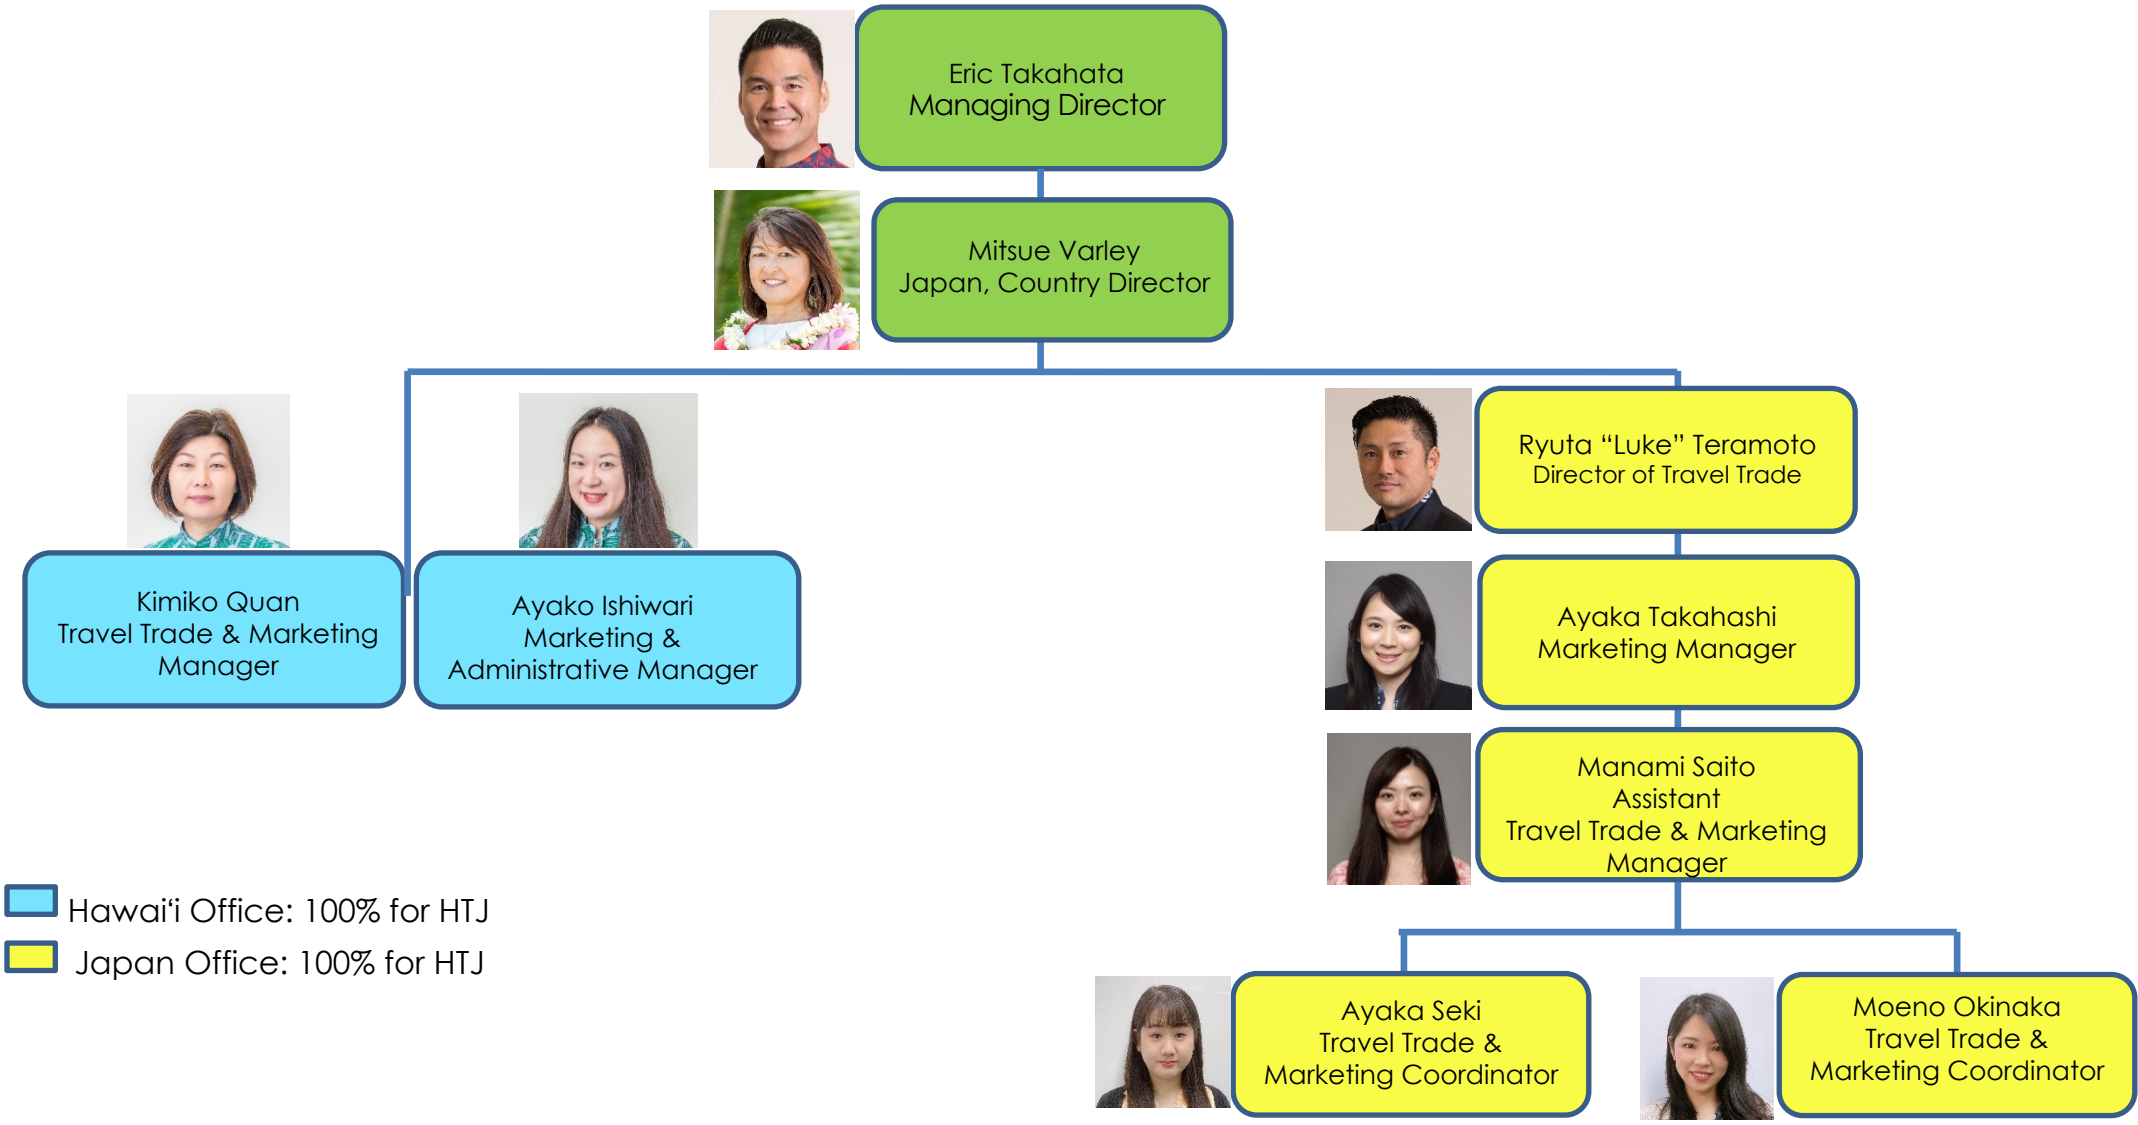 Eric Takahata
Managing Director
Mitsue Varley
Japan, Country Director
Kimiko Quan
Travel Trade & Marketing
Manager
Ayako Ishiwari
Marketing &
Administrative Manager
Ryuta “Luke” Teramoto
Director of Travel Trade
Ayaka Takahashi
Marketing Manager
Manami Saito
Assistant
Travel Trade & Marketing
Manager
Ayaka Seki
Travel Trade &
Marketing Coordinator
Moeno Okinaka
Travel Trade &
Marketing Coordinator
Hawai‘i Office: 100% for HTJ
Japan Office: 100% for HTJ